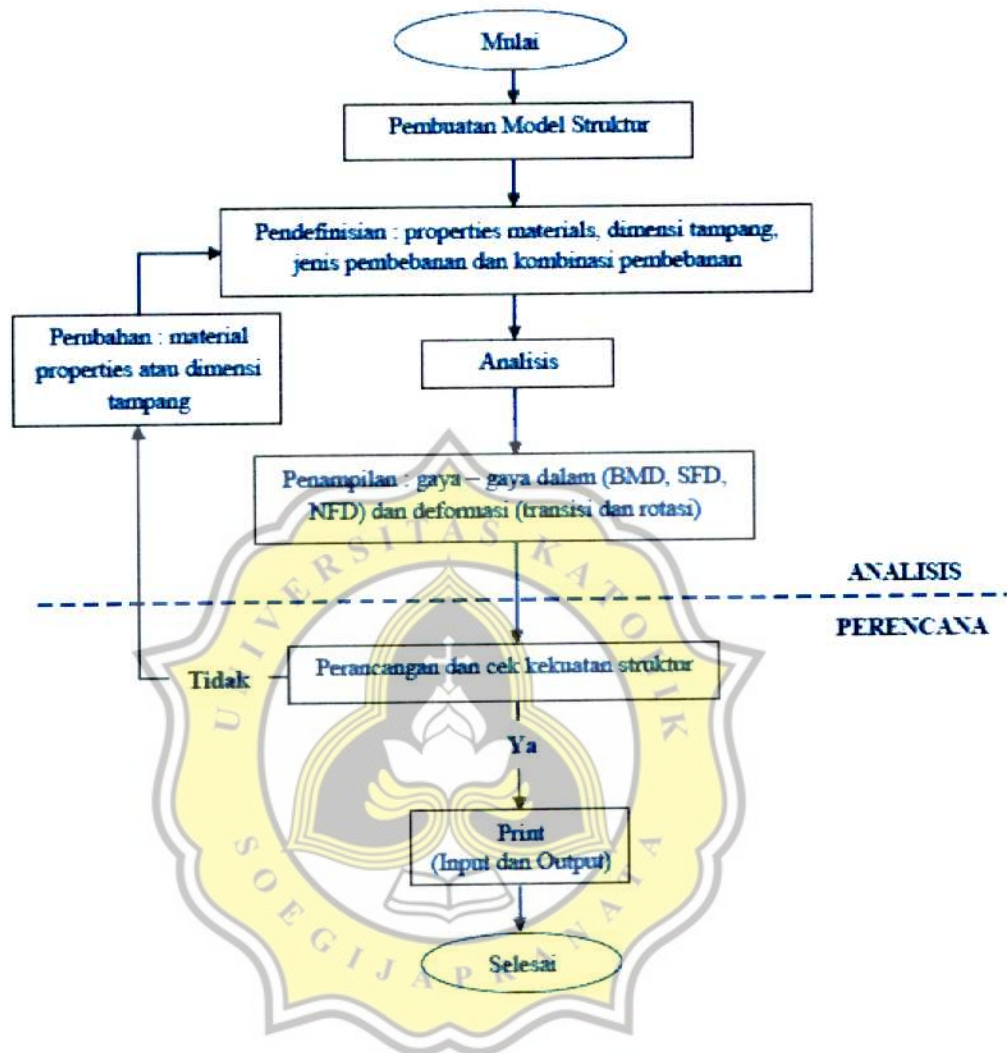 Mulai
Pembuatan Model Struktur
Pendefinisian : properties materials, dimensi tampang,
jenis pembebanan dan kombinasi pembebanan
Perubahan : material
properties atau dimensi
tampang
Analisis
Penampilan : gaya – gaya dalam (BMD, SFD,
NFD) dan deformasi (transisi dan rotasi)
ANALISIS
PERENCANA
Perancangan dan cek kekuatan struktur
Tidak
Ya
Print
(Input dan Output)
Selesai
UNIVERSITAS KATOLIK
SOEGIJAPRANATA